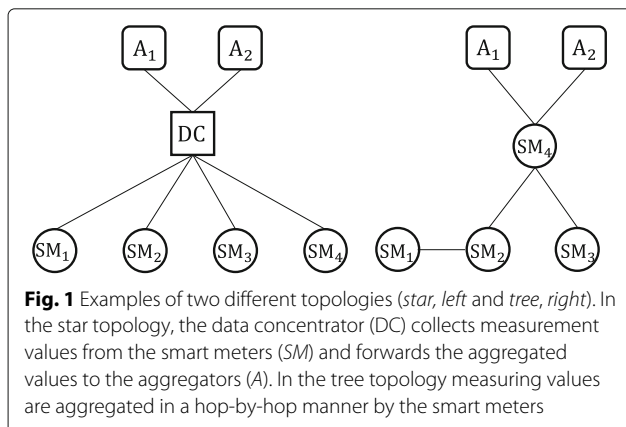 A₁ A₂ A₁ A₂
DC SM₄
SM₁ SM₂ SM₃ SM₄ SM₁ SM₂ SM₃
Fig. 1 Examples of two different topologies (star, left and tree, right). In
the star topology, the data concentrator (DC) collects measurement
values from the smart meters (SM) and forwards the aggregated
values to the aggregators (A). In the tree topology measuring values
are aggregated in a hop-by-hop manner by the smart meters